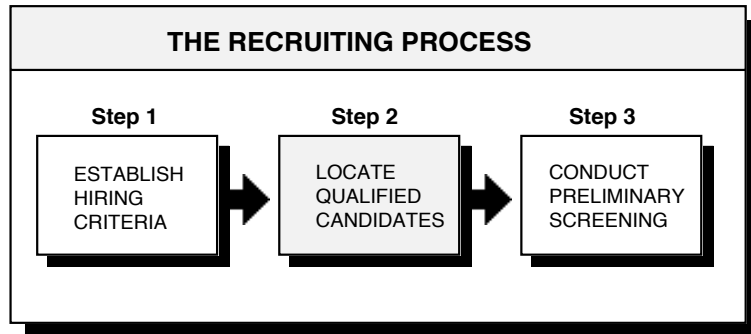 THE RECRUITING PROCESS
Step 1
ESTABLISH
HIRING
CRITERIA
Step 2
LOCATE
QUALIFIED
CANDIDATES
Step 3
CONDUCT
PRELIMINARY
SCREENING